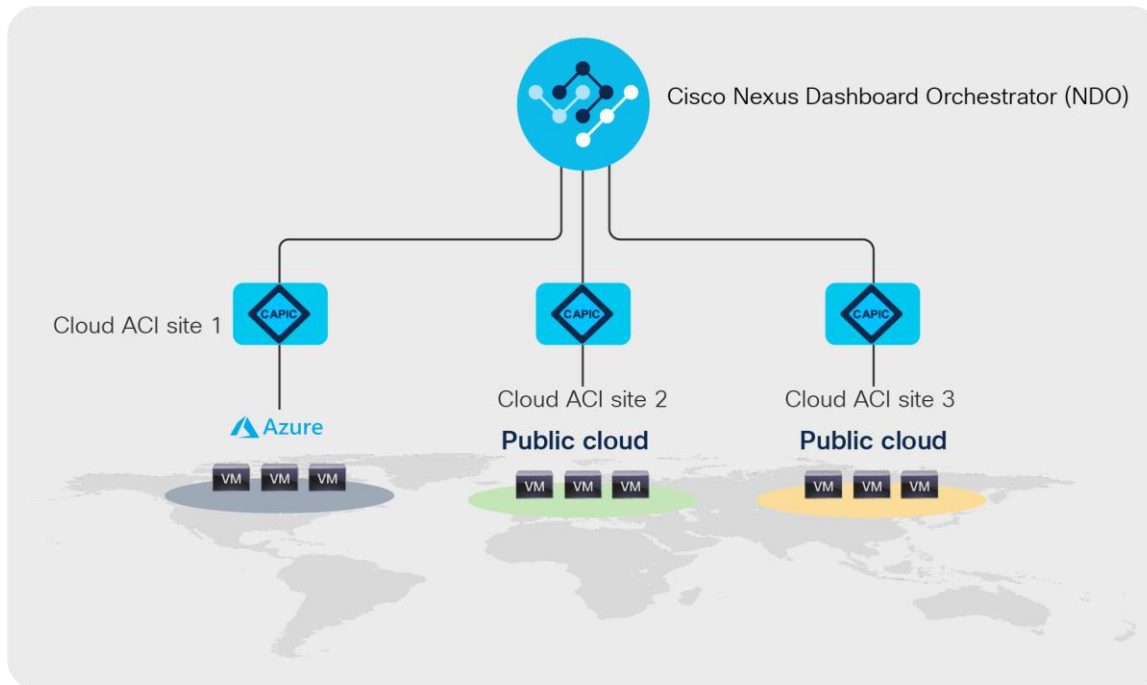 Cisco Nexus Dashboard Orchestrator (NDO)
CAPIC
CAPIC
CAPIC
Cloud ACI site 1
Cloud ACI site 2
Cloud ACI site 3
Azure
Public cloud
Public cloud
VM VM VM
VM VM VM
VM VM VM